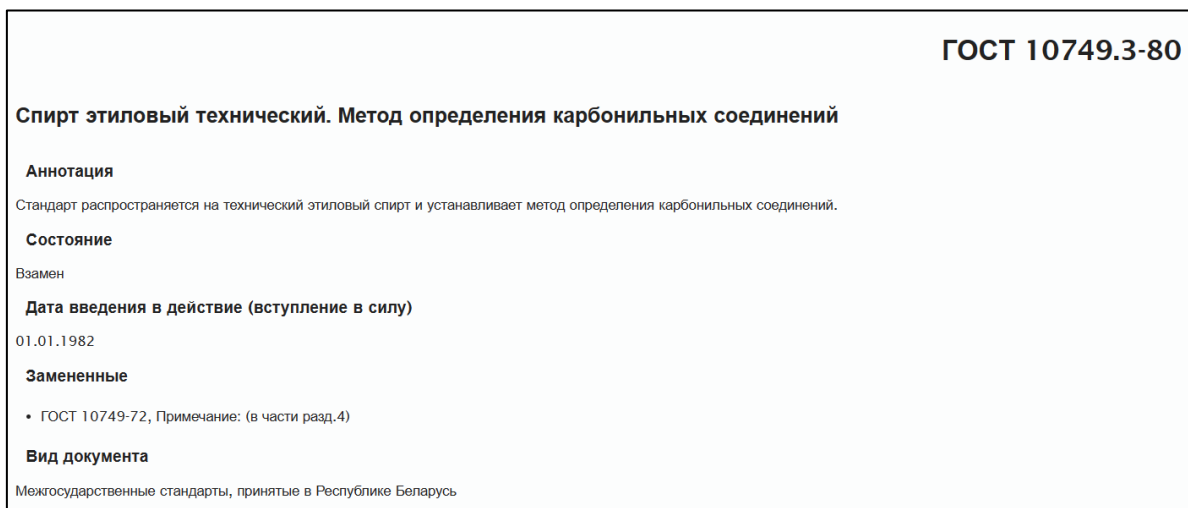 ГОСТ 10749.3-80
Спирт этиловый технический. Метод определения карбонильных соединений
Аннотация
Стандарт распространяется на технический этиловый спирт и устанавливает метод определения карбонильных соединений.
Состояние
Взамен
Дата введения в действие (вступление в силу)
01.01.1982
Замененные
• ГОСТ 10749-72, Примечание: (в части разд.4)
Вид документа
Межгосударственные стандарты, принятые в Республике Беларусь